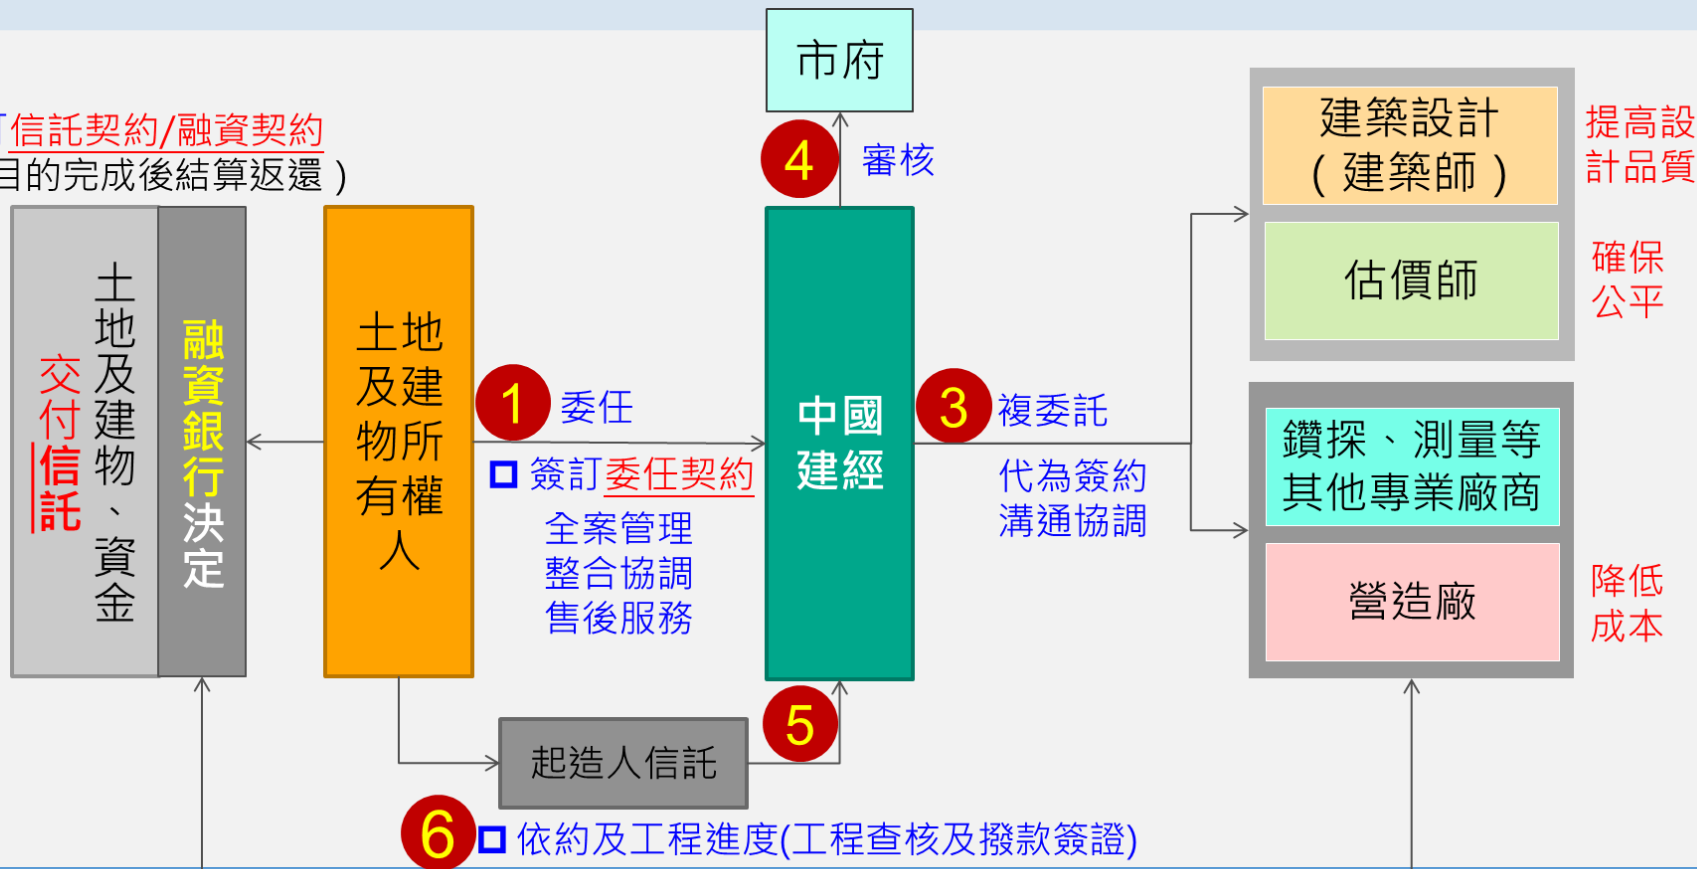 市府
4
審核
信託契約/融資契約
目的完成後結算返還）
土地及建物、資金
交付信託
融資銀行決定
土地
及建
物所
有權
人
1
委任
簽訂委任契約
全案管理
整合協調
售後服務
中國
建經
3
複委託
代為簽約
溝通協調
建築設計
（建築師）
提高設
計品質
估價師
確保
公平
鑽探、測量等
其他專業廠商
營造廠
降低
成本
起造人信託
5
6
依約及工程進度(工程查核及撥款簽證)